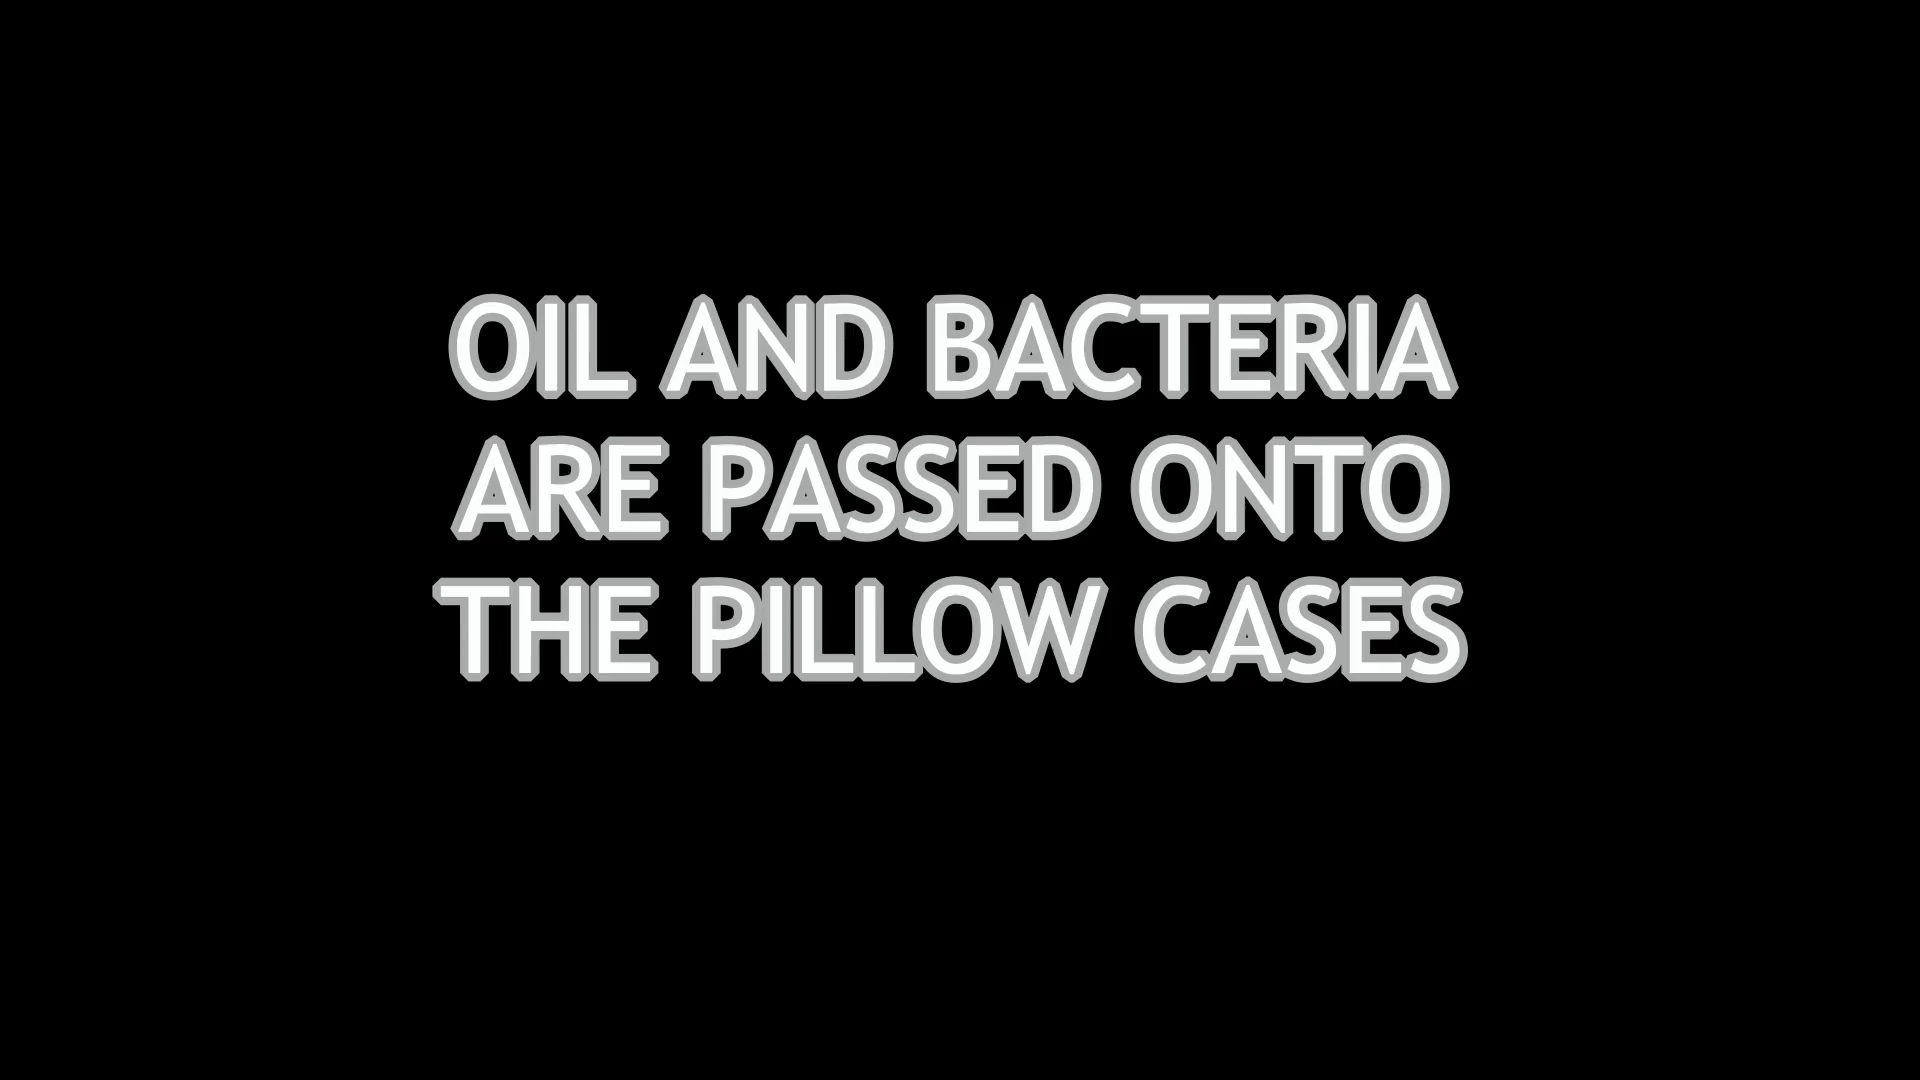 OIL AND BACTERIA
ARE PASSED ONTO
THE PILLOW CASES